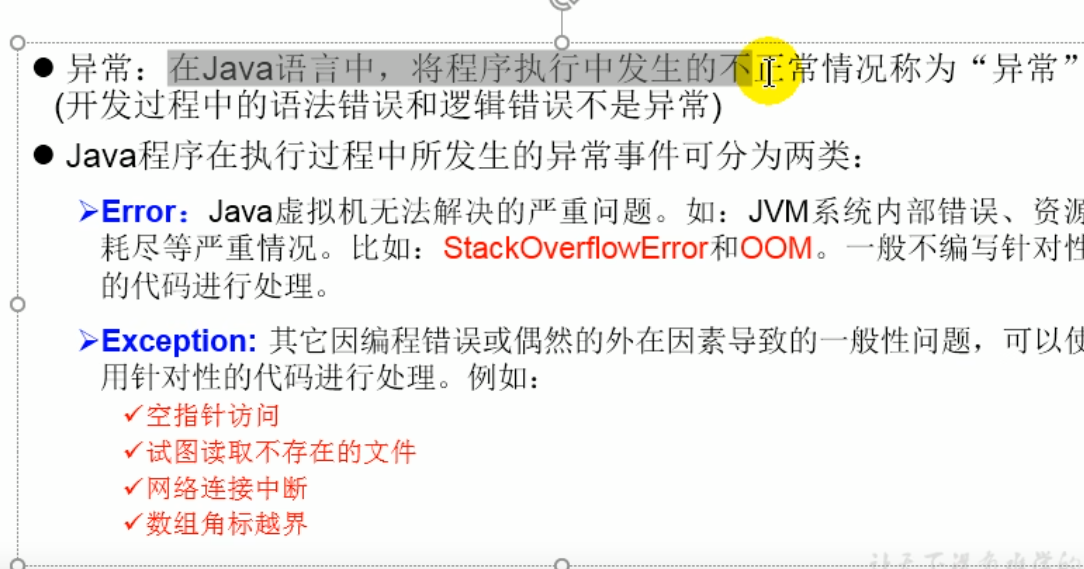 ● 异常：在Java语言中，将程序执行中发生的不正常情况称为“异常”
(开发过程中的语法错误和逻辑错误不是异常)
● Java程序在执行过程中所发生的异常事件可分为两类：
➢Error：Java虚拟机无法解决的严重问题。如：JVM系统内部错误、资源
耗尽等严重情况。比如：StackOverflowError和OOM。一般不编写针对性
的代码进行处理。
➢Exception: 其它因编程错误或偶然的外在因素导致的一般性问题，可以使
用针对性的代码进行处理。例如：
✓空指针访问
✓试图读取不存在的文件
✓网络连接中断
✓数组角标越界